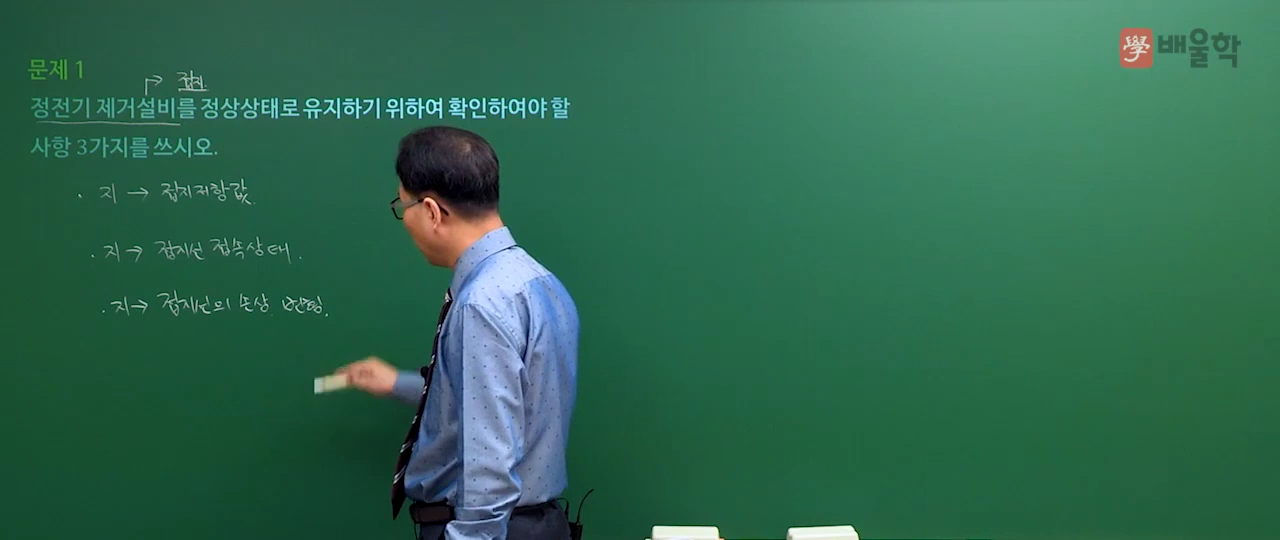 學 배울학
문제 1
접지
정전기 제거설비를 정상상태로 유지하기 위하여 확인하여야 할
사항 3가지를 쓰시오.
· 지 → 접지저항값.
· 지 → 접지선 접속상태.
· 지 → 접지선의 손상